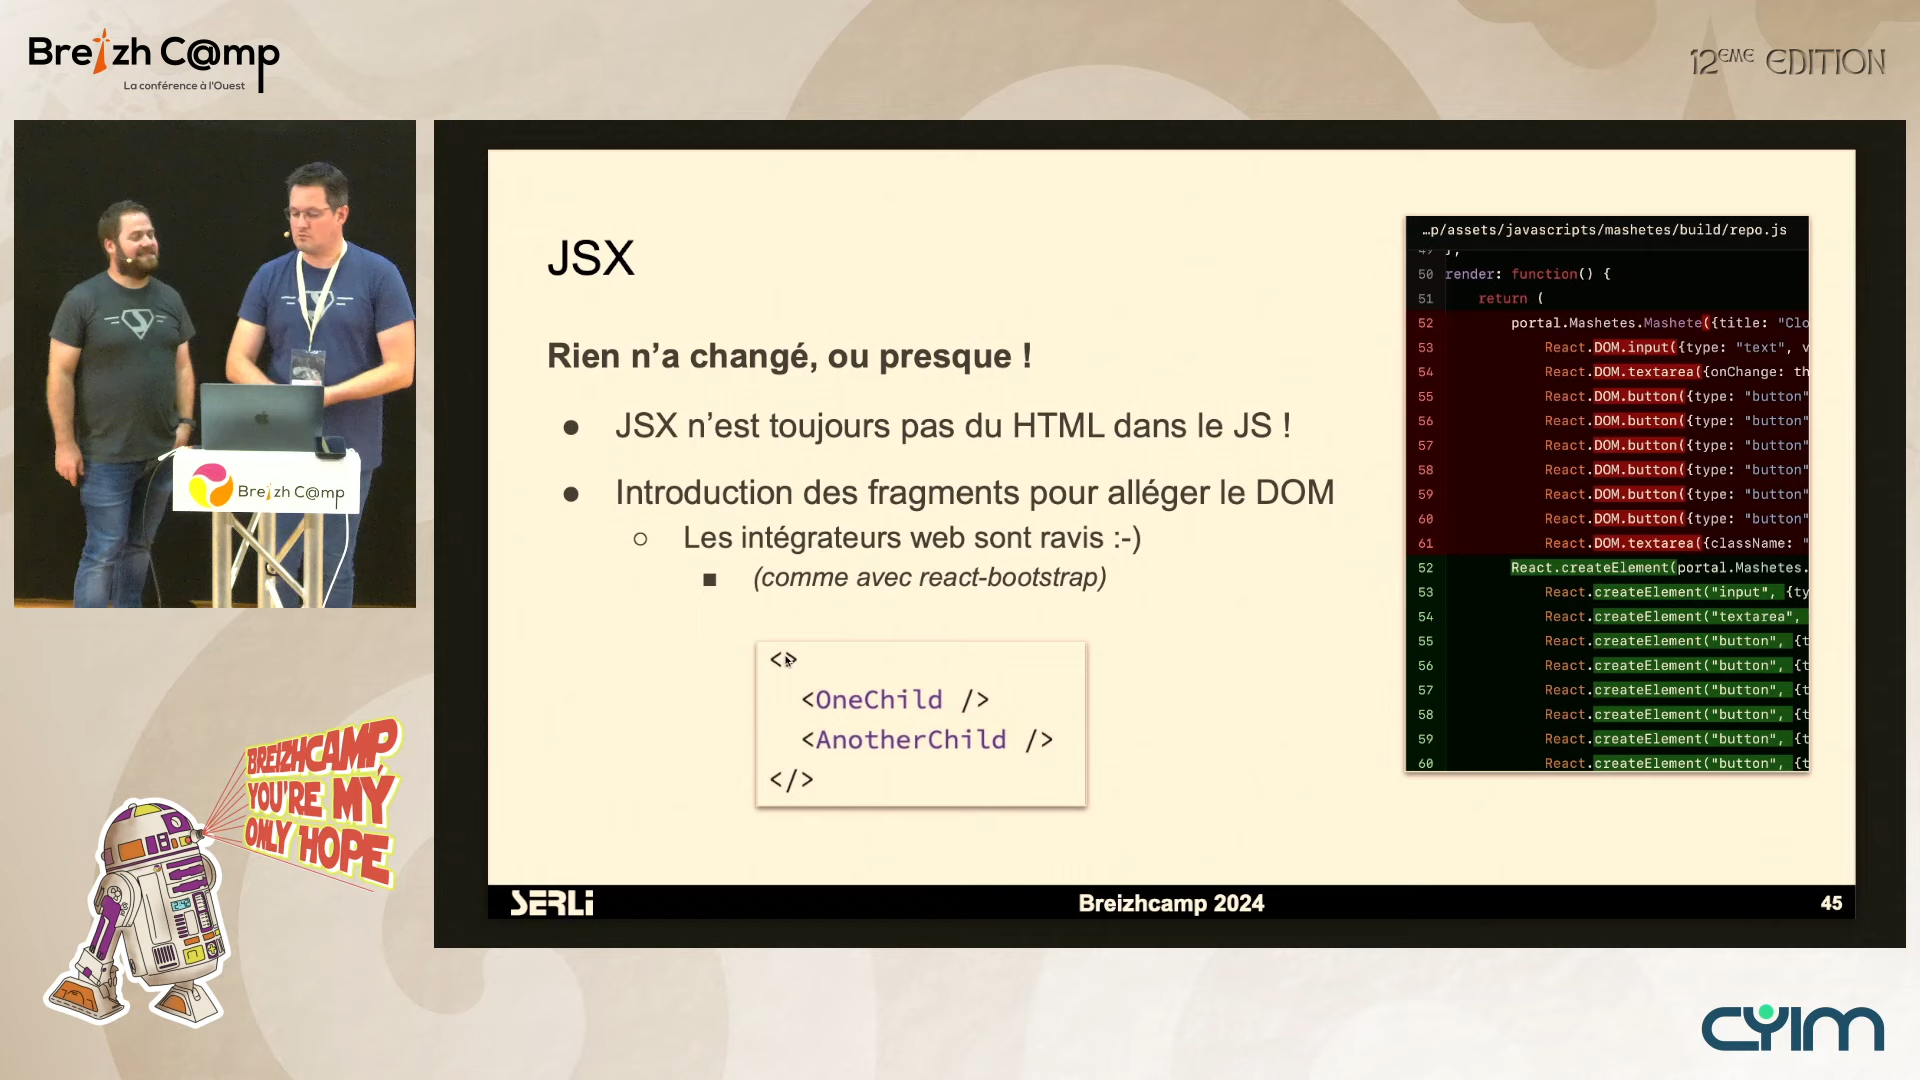 Breizh C@mp
La conférence à l'Ouest
12EME EDITION
Breizh C@mp
JSX
Rien n'a changé, ou presque !
● JSX n'est toujours pas du HTML dans le JS !
● Introduction des fragments pour alléger le DOM
○ Les intégrateurs web sont ravis :-)
■ (comme avec react-bootstrap)
<>
<OneChild />
<AnotherChild />
</>
…p/assets/javascripts/mashetes/build/repo.js
49 },
50 render: function() {
51 return (
52 portal.Mashetes.Mashete({title: "Clo
53 React.DOM.input({type: "text", v
54 React.DOM.textarea({onChange: th
55 React.DOM.button({type: "button"
56 React.DOM.button({type: "button"
57 React.DOM.button({type: "button"
58 React.DOM.button({type: "button"
59 React.DOM.button({type: "button"
60 React.DOM.button({type: "button"
61 React.DOM.textarea({className: "
52 React.createElement(portal.Mashetes.
53 React.createElement("input", {ty
54 React.createElement("textarea",
55 React.createElement("button", {t
56 React.createElement("button", {t
57 React.createElement("button", {t
58 React.createElement("button", {t
59 React.createElement("button", {t
60 React.createElement("button", {t
SERLI
Breizhcamp 2024
45
BREIZHCAMP,
YOU'RE MY
ONLY HOPE
CYIM